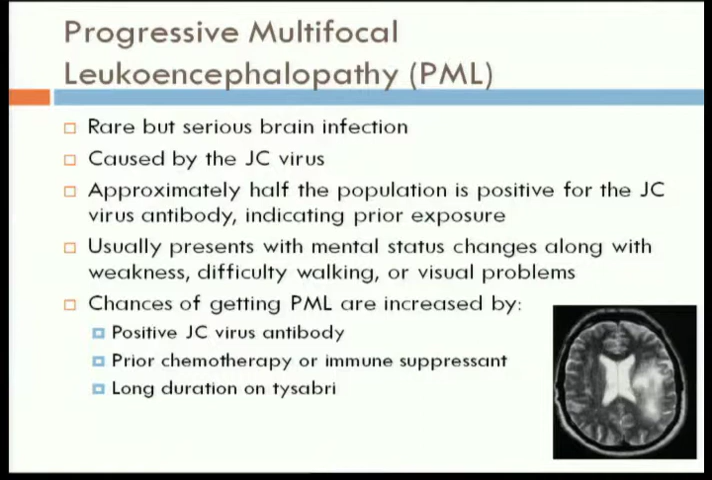 Progressive Multifocal
Leukoencephalopathy (PML)
Rare but serious brain infection
Caused by the JC virus
Approximately half the population is positive for the JC
virus antibody, indicating prior exposure
Usually presents with mental status changes along with
weakness, difficulty walking, or visual problems
Chances of getting PML are increased by:
Positive JC virus antibody
Prior chemotherapy or immune suppressant
Long duration on tysabri